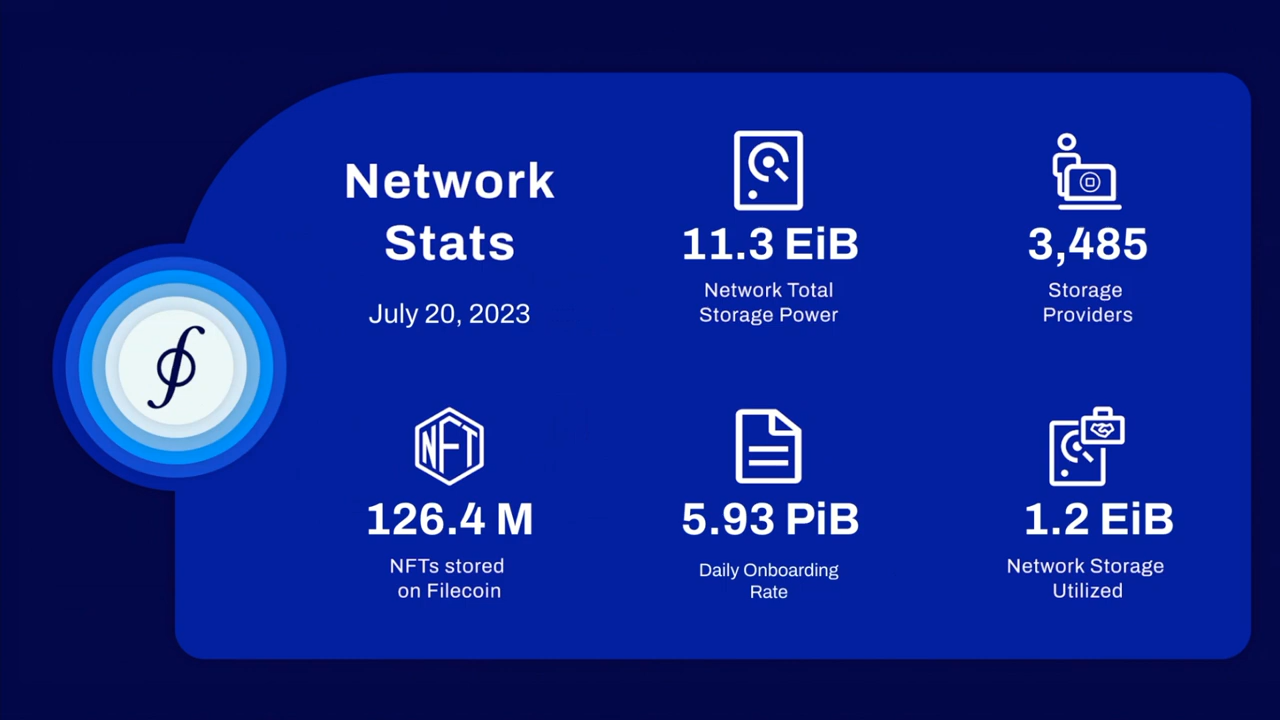 Network
Stats
July 20, 2023
11.3 EiB
Network Total
Storage Power
3,485
Storage
Providers
NFT
126.4 M
NFTs stored
on Filecoin
5.93 PiB
Daily Onboarding
Rate
1.2 EiB
Network Storage
Utilized